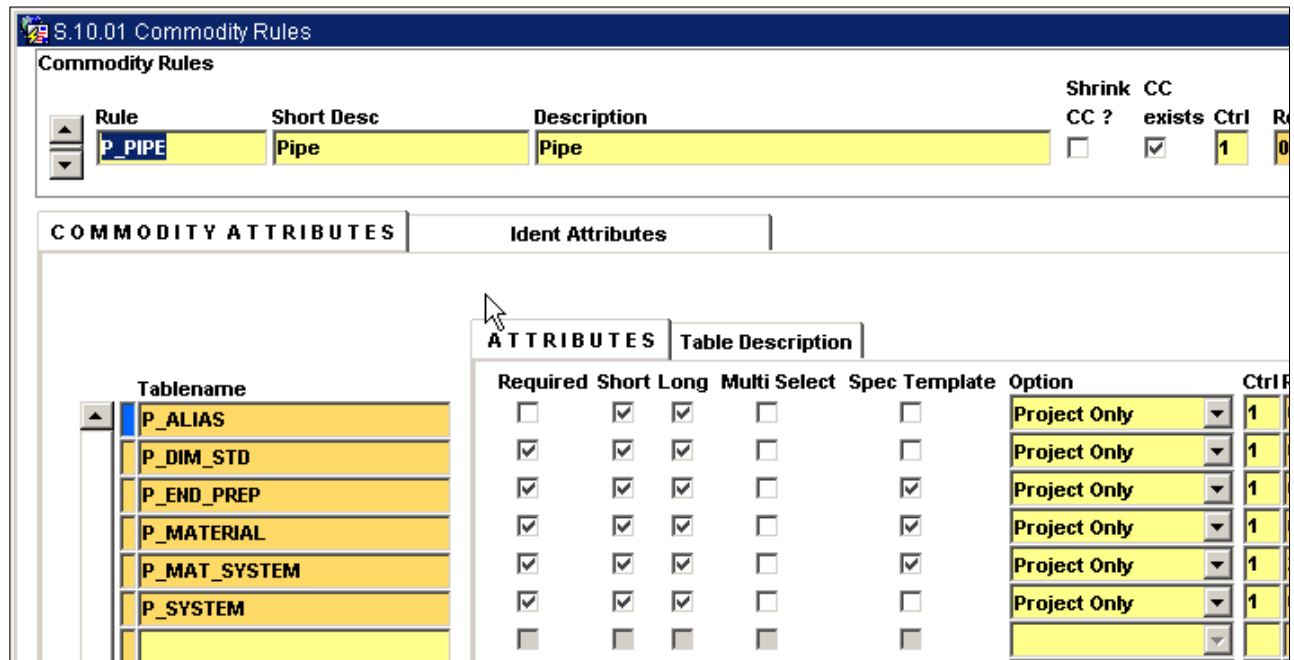 S.10.01 Commodity Rules
Commodity Rules
Shrink CC
Rule Short Desc Description CC ? exists Ctrl
P_PIPE Pipe Pipe 1 0
COMMODITY ATTRIBUTES Ident Attributes
ATTRIBUTES Table Description
Tablename Required Short Long Multi Select Spec Template Option Ctrl
P_ALIAS Project Only 1
P_DIM_STD Project Only 1
P_END_PREP Project Only 1
P_MATERIAL Project Only 1
P_MAT_SYSTEM Project Only 1
P_SYSTEM Project Only 1